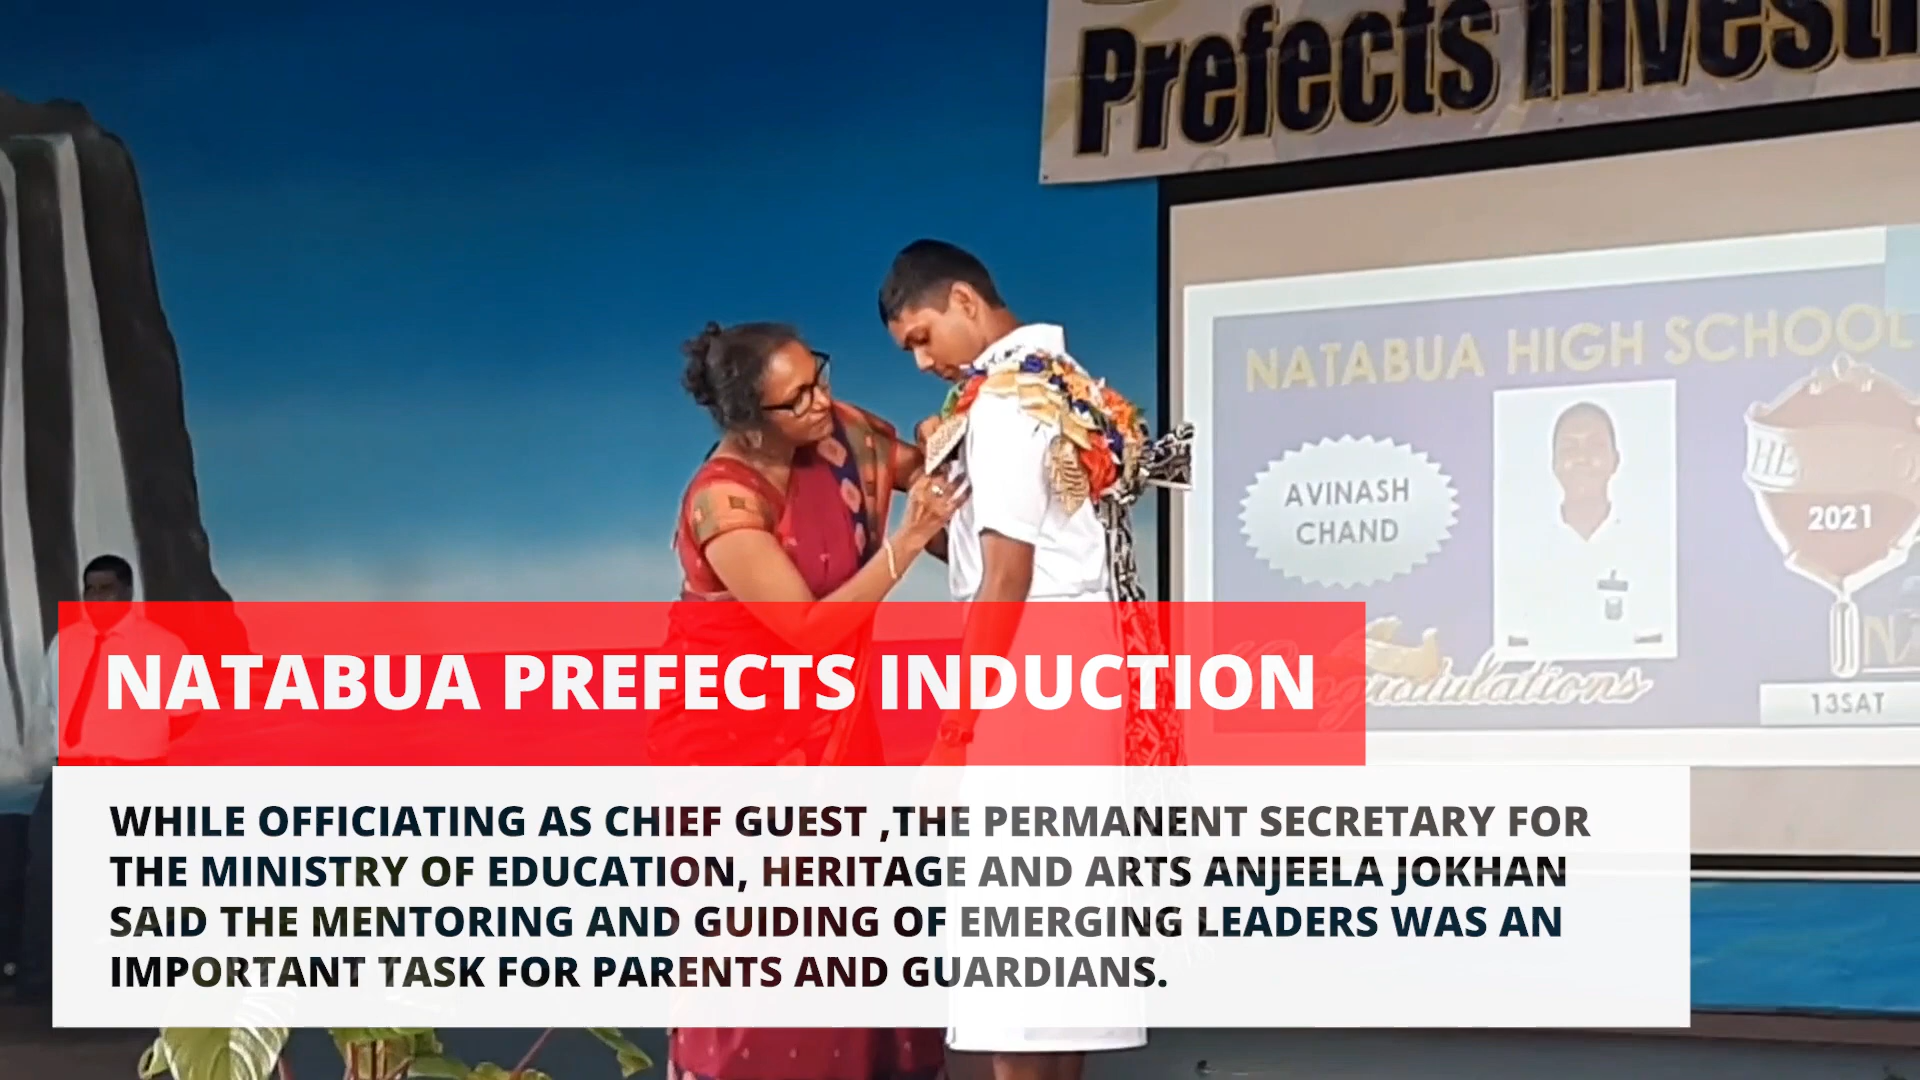 Prefects
NATABUA HIGH SCHOOL
AVINASH
CHAND
2021
13SAT
NATABUA PREFECTS INDUCTION
WHILE OFFICIATING AS CHIEF GUEST ,THE PERMANENT SECRETARY FOR
THE MINISTRY OF EDUCATION, HERITAGE AND ARTS ANJEELA JOKHAN
SAID THE MENTORING AND GUIDING OF EMERGING LEADERS WAS AN
IMPORTANT TASK FOR PARENTS AND GUARDIANS.